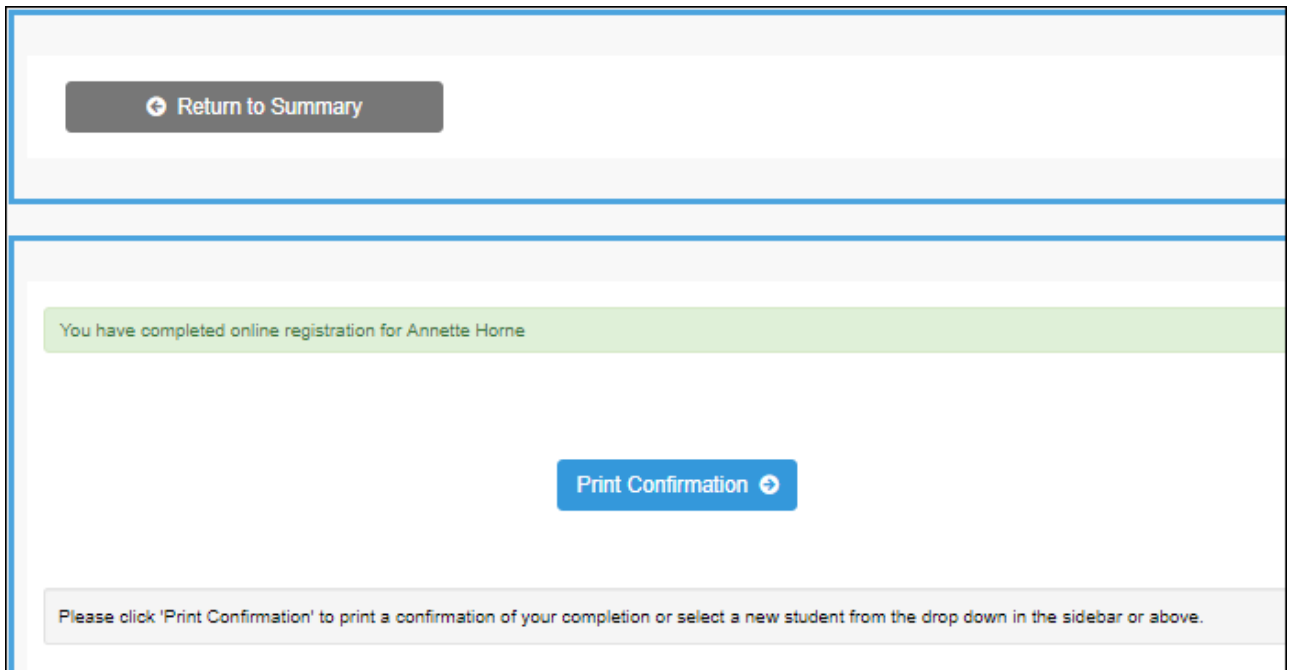 Return to Summary
You have completed online registration for Annette Horne
Print Confirmation
Please click 'Print Confirmation' to print a confirmation of your completion or select a new student from the drop down in the sidebar or above.